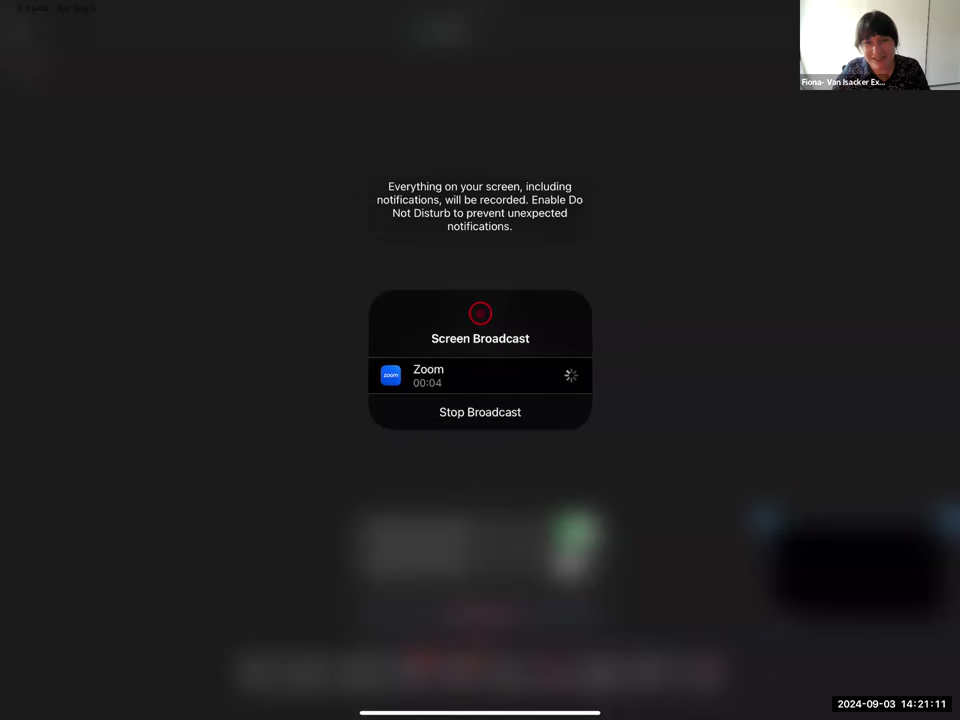 Fiona- Van Isacker Ex...
Everything on your screen, including
notifications, will be recorded. Enable Do
Not Disturb to prevent unexpected
notifications.
Screen Broadcast
zoom
Zoom
00:04
Stop Broadcast
2024-09-03 14:21:11